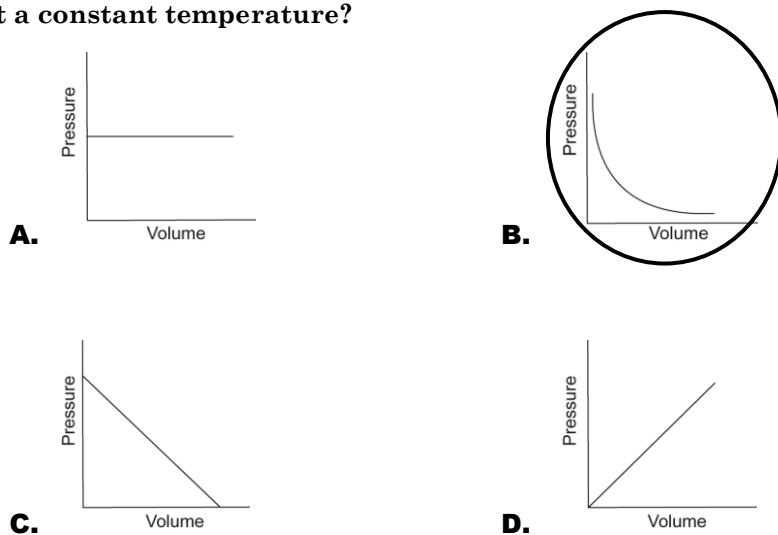 t a constant temperature?
Pressure
Volume
A.
Pressure
Volume
B.
Pressure
Volume
C.
Pressure
Volume
D.